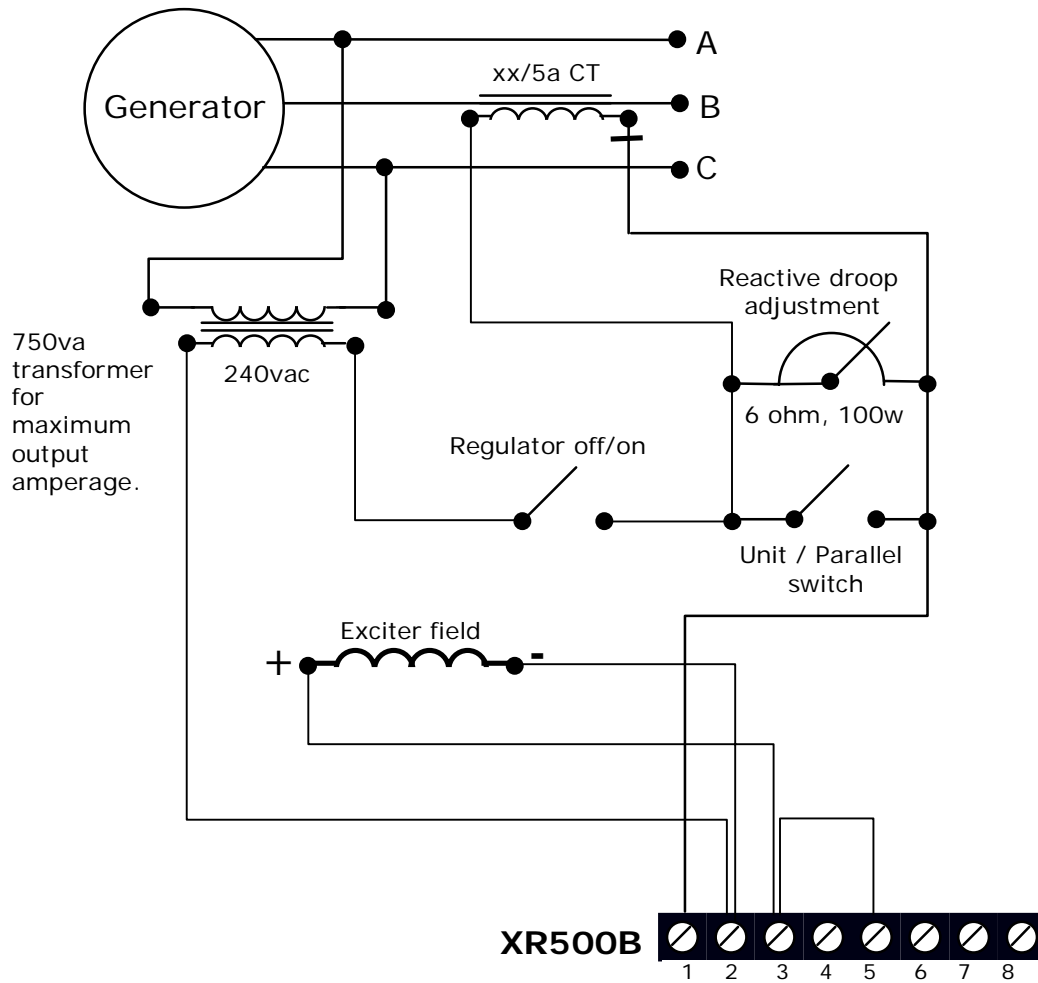 Generator
A
xx/5a CT
B
C
Reactive droop
adjustment
6 ohm, 100w
750va
transformer
for
maximum
output
amperage.
240vac
Regulator off/on
Unit / Parallel
switch
Exciter field
+
-
XR500B
1 2 3 4 5 6 7 8